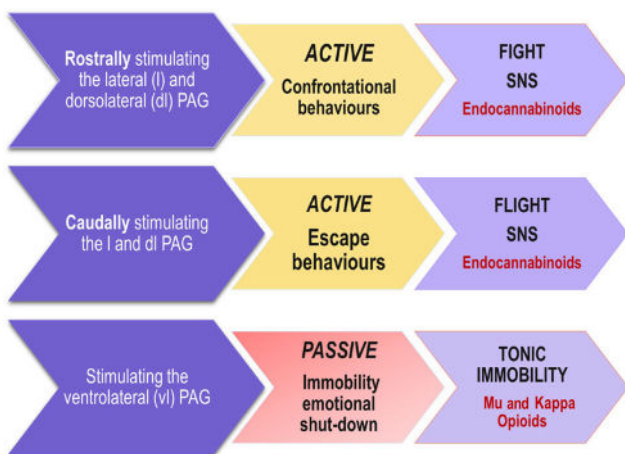 Rostrally stimulating
the lateral (l) and
dorsolateral (dl) PAG
ACTIVE
Confrontational
behaviours
FIGHT
SNS
Endocannabinoids
Caudally stimulating
the l and dl PAG
ACTIVE
Escape
behaviours
FLIGHT
SNS
Endocannabinoids
Stimulating the
ventrolateral (vl) PAG
PASSIVE
Immobility
emotional
shut-down
TONIC
IMMOBILITY
Mu and Kappa
Opioids